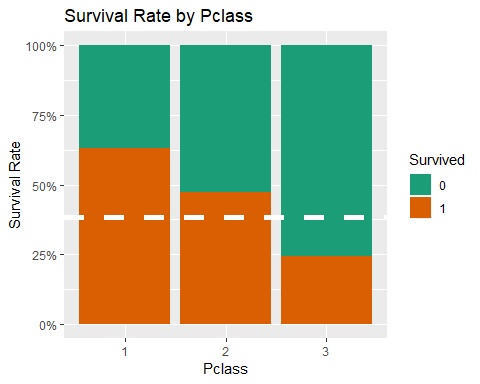 Survival Rate by Pclass
100%
75%
50%
25%
0%
Survival Rate
1 2 3
Pclass
Survived
0
1